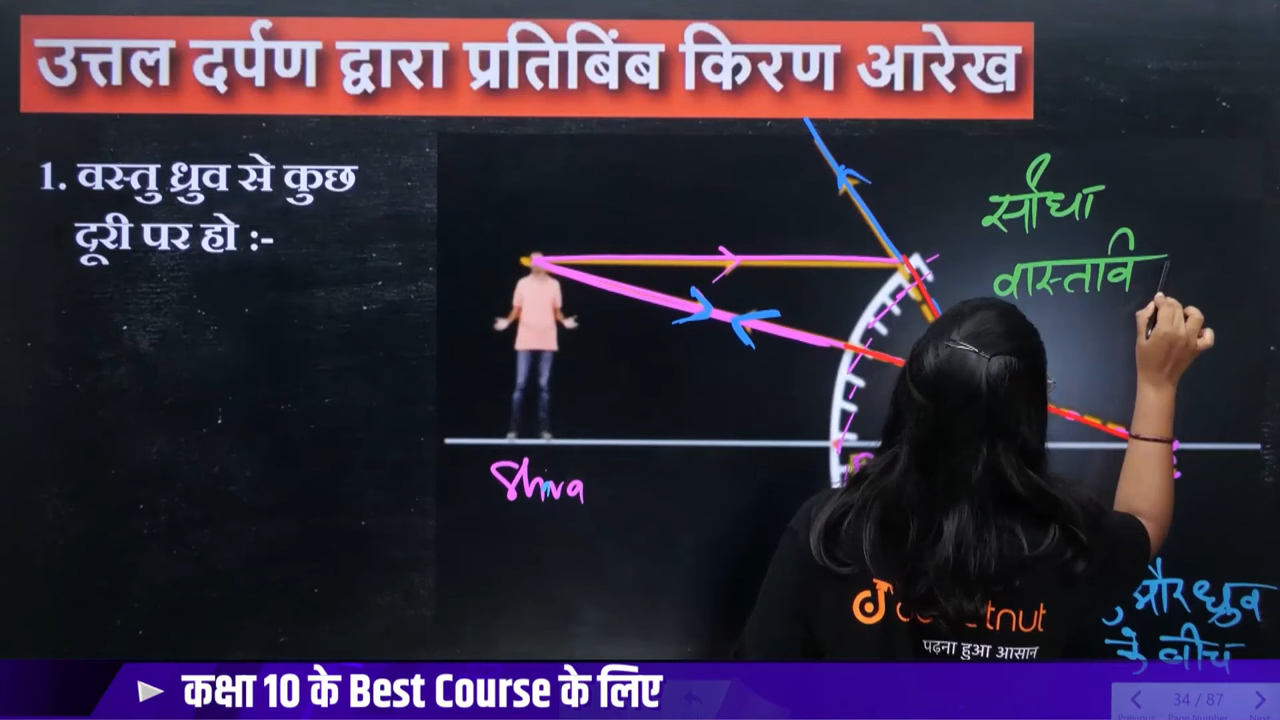 उत्तल दर्पण द्वारा प्रतिबिंब किरण आरेख
1. वस्तु ध्रुव से कुछ
दूरी पर हो :-
सीधा
वास्तवि
Shiva
और ध्रुव
के बीच
पढ़ना हुआ आसान
कक्षा 10 के Best Course के लिए
34 / 87